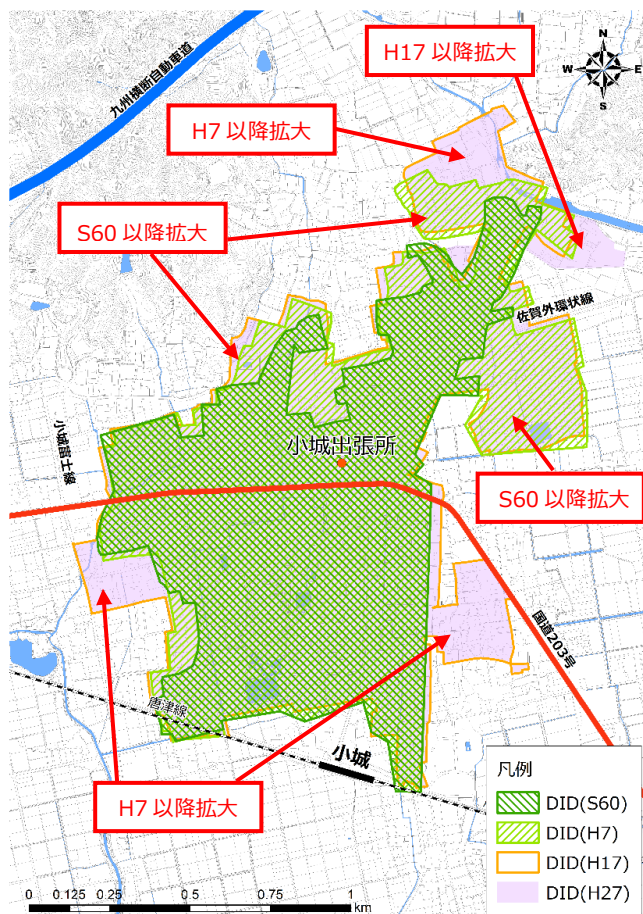 九州横断自動車道
N
W E
S
H17 以降拡大
H7 以降拡大
S60 以降拡大
佐賀外環状線
小城富士線
小城出張所
S60 以降拡大
国道203号
唐津線
小城
H7 以降拡大
凡例
DID(S60)
DID(H7)
DID(H17)
DID(H27)
0 0.125 0.25 0.5 0.75 1
km